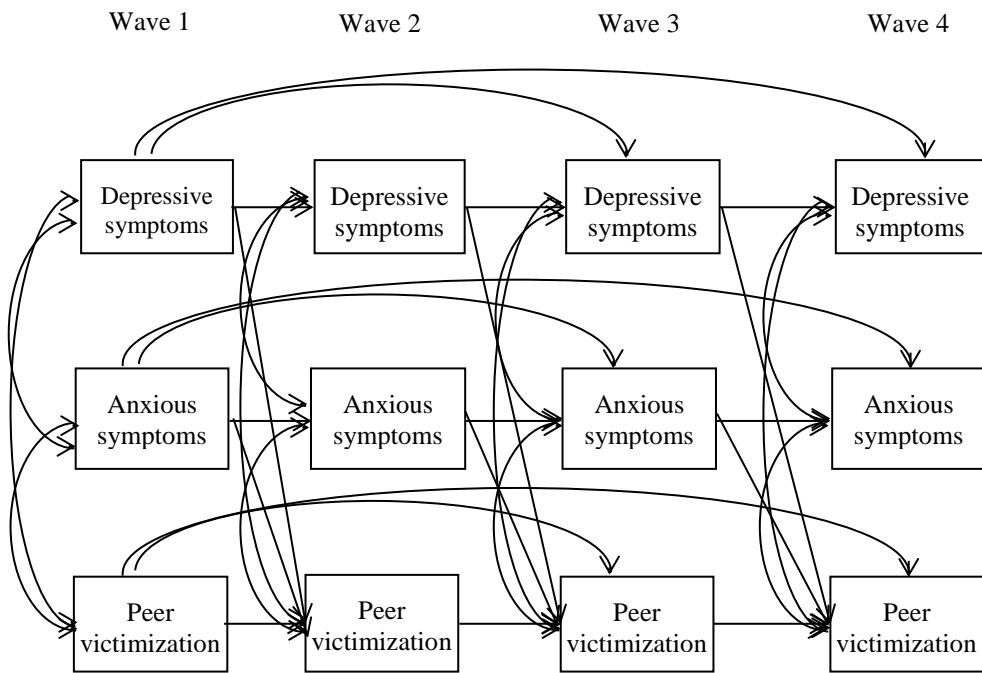 Wave 1 Wave 2 Wave 3 Wave 4
Depressive symptoms
Depressive symptoms
Depressive symptoms
Depressive symptoms
Anxious symptoms
Anxious symptoms
Anxious symptoms
Anxious symptoms
Peer victimization
Peer victimization
Peer victimization
Peer victimization